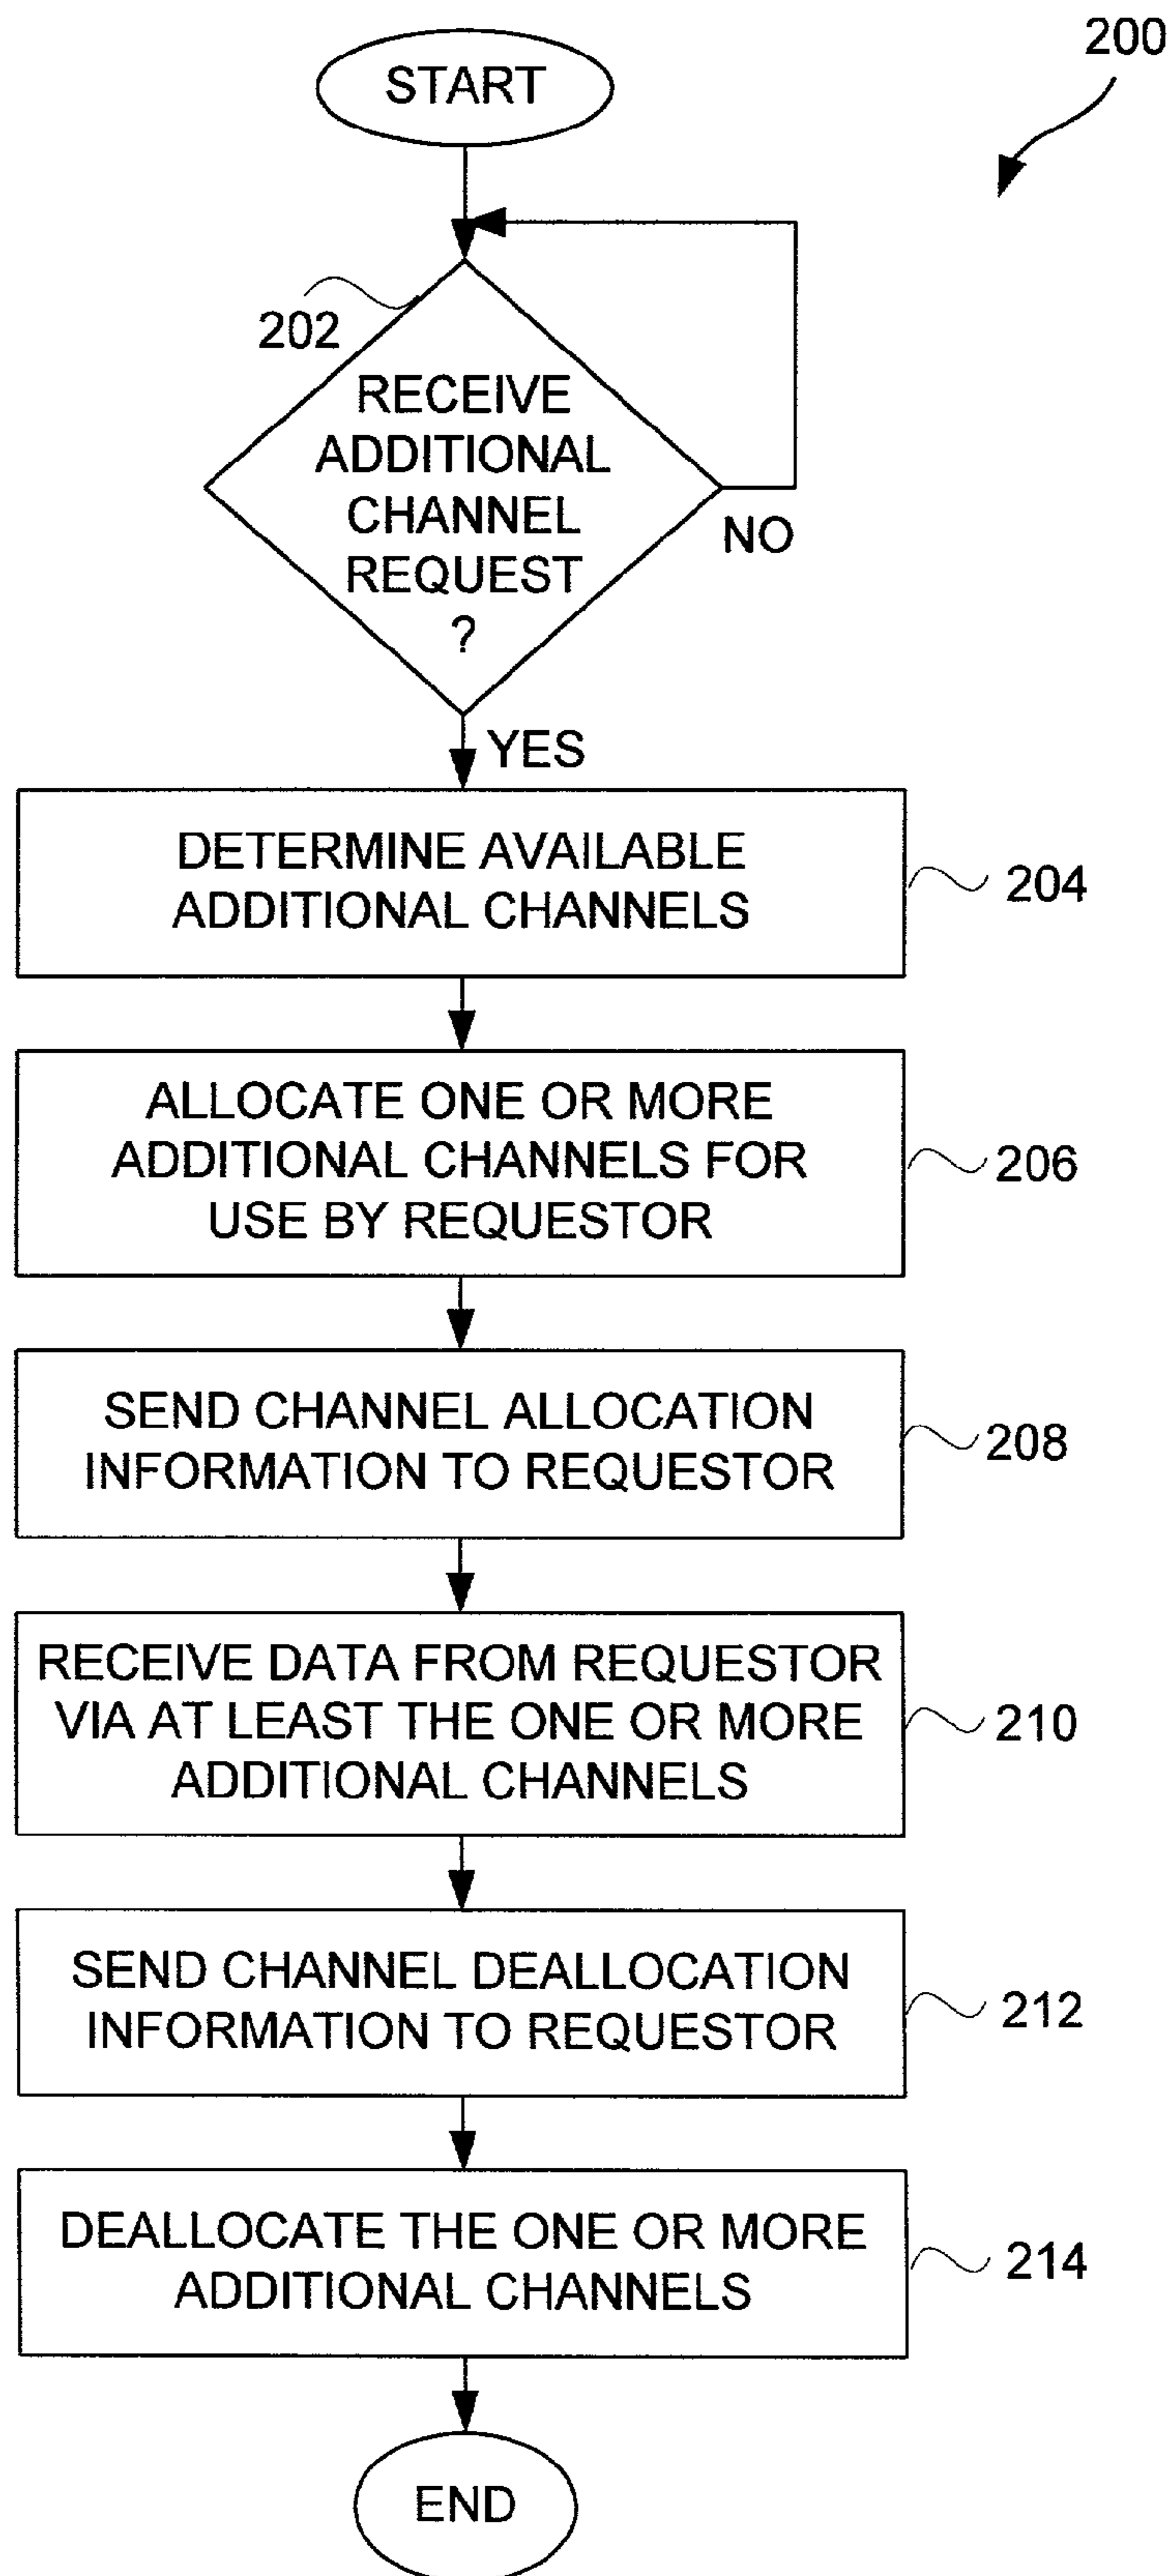 200
START
202
RECEIVE
ADDITIONAL
CHANNEL
REQUEST
?
NO
YES
DETERMINE AVAILABLE
ADDITIONAL CHANNELS
204
ALLOCATE ONE OR MORE
ADDITIONAL CHANNELS FOR
USE BY REQUESTOR
206
SEND CHANNEL ALLOCATION
INFORMATION TO REQUESTOR
208
RECEIVE DATA FROM REQUESTOR
VIA AT LEAST THE ONE OR MORE
ADDITIONAL CHANNELS
210
SEND CHANNEL DEALLOCATION
INFORMATION TO REQUESTOR
212
DEALLOCATE THE ONE OR MORE
ADDITIONAL CHANNELS
214
END